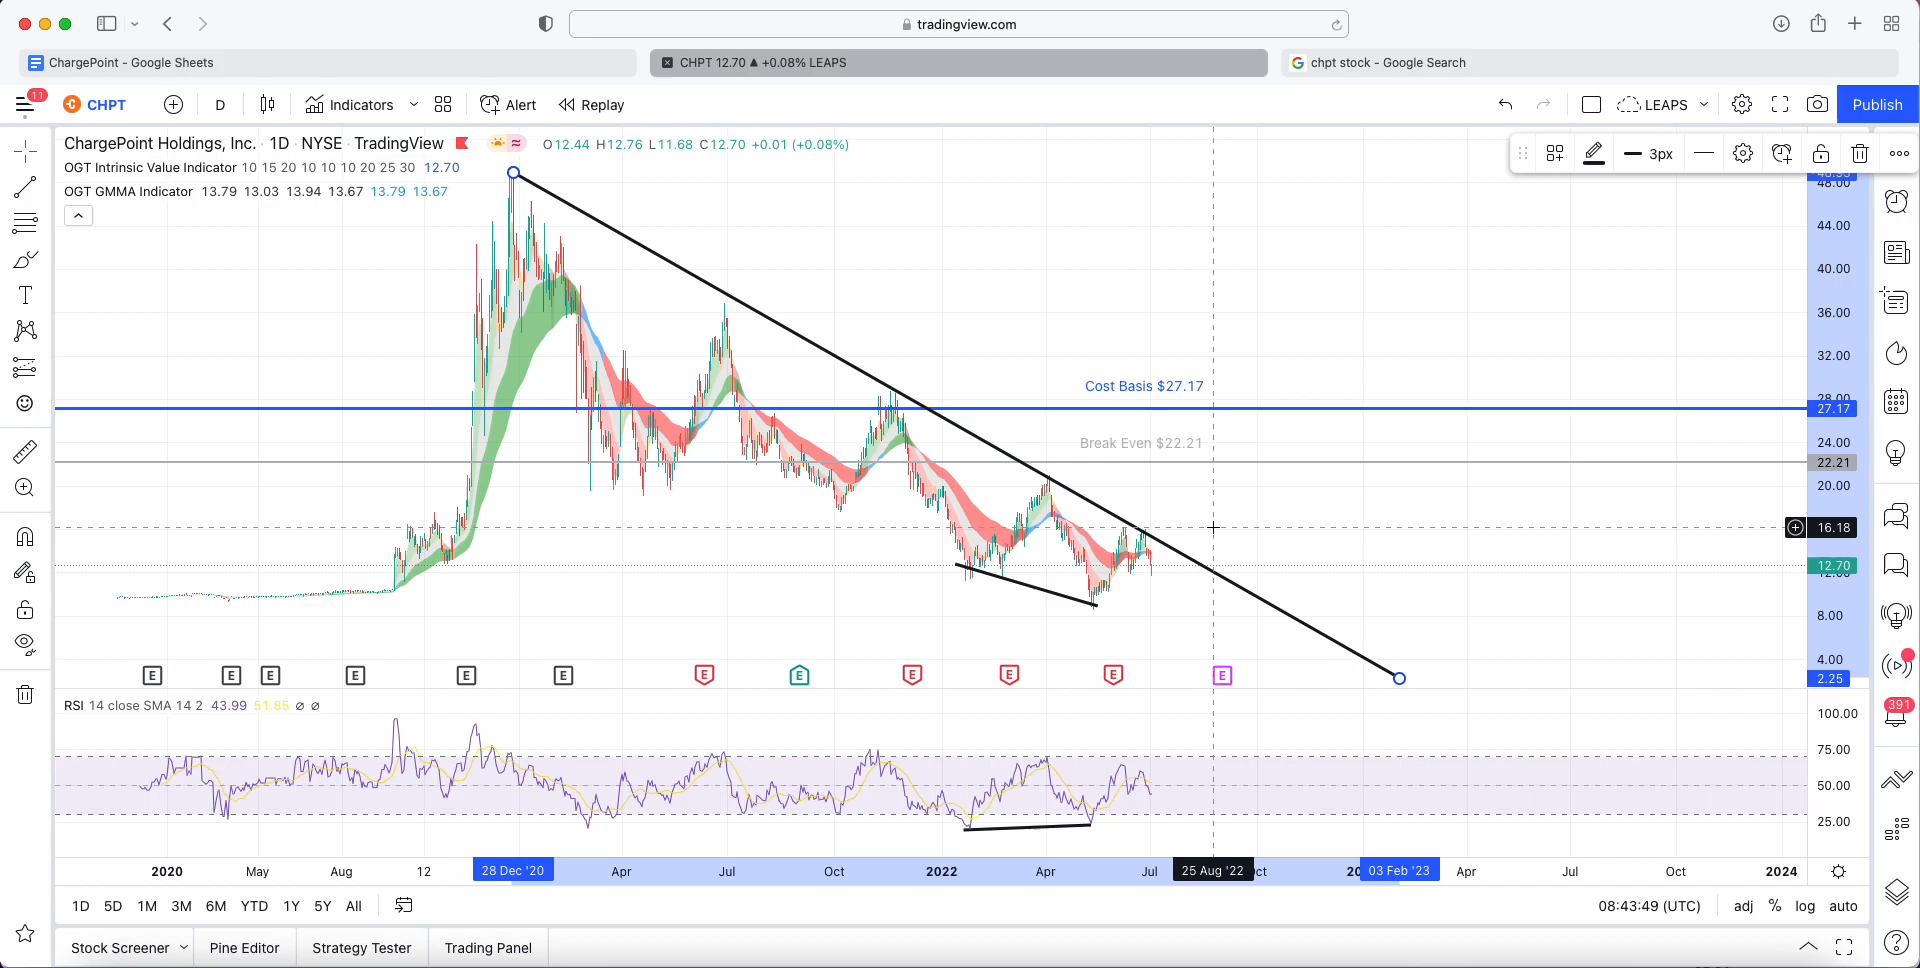 tradingview.com
ChargePoint - Google Sheets
CHPT 12.70 ▲ +0.08% LEAPS
chpt stock - Google Search
11
CHPT
D
Indicators
Alert
Replay
LEAPS
Publish
ChargePoint Holdings, Inc. · 1D · NYSE · TradingView
O12.44 H12.76 L11.68 C12.70 +0.01 (+0.08%)
3px
OGT Intrinsic Value Indicator 10 15 20 10 10 10 20 25 30 12.70
OGT GMMA Indicator 13.79 13.03 13.94 13.67 13.79 13.67
48.00
44.00
40.00
36.00
32.00
Cost Basis $27.17
28.00
27.17
Break Even $22.21
24.00
22.21
20.00
16.18
12.70
12.00
8.00
4.00
2.25
E E E E E E E E E E E E
RSI 14 close SMA 14 2 43.99 51.85 ø ø
391
100.00
75.00
50.00
25.00
2020 May Aug 12 28 Dec '20 Apr Jul Oct 2022 Apr Jul 25 Aug '22 03 Feb '23 Apr Jul Oct 2024
1D 5D 1M 3M 6M YTD 1Y 5Y All
08:43:49 (UTC)
adj % log auto
Stock Screener
Pine Editor
Strategy Tester
Trading Panel